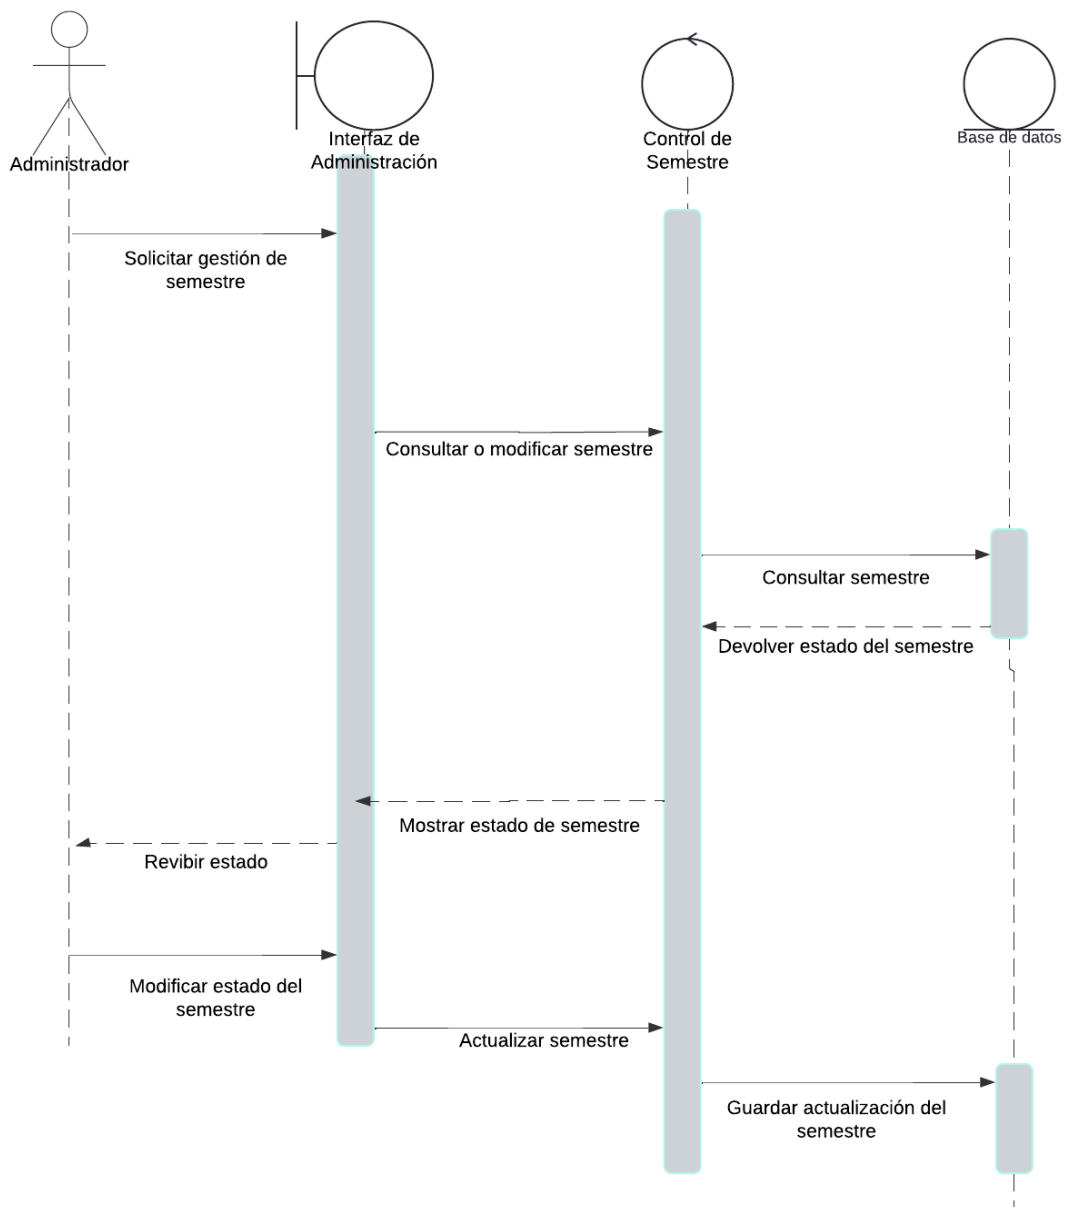 Administrador
Interfaz de
Administración
Control de
Semestre
Base de datos
Solicitar gestión de
semestre
Consultar o modificar semestre
Consultar semestre
Devolver estado del semestre
Mostrar estado de semestre
Revibir estado
Modificar estado del
semestre
Actualizar semestre
Guardar actualización del
semestre